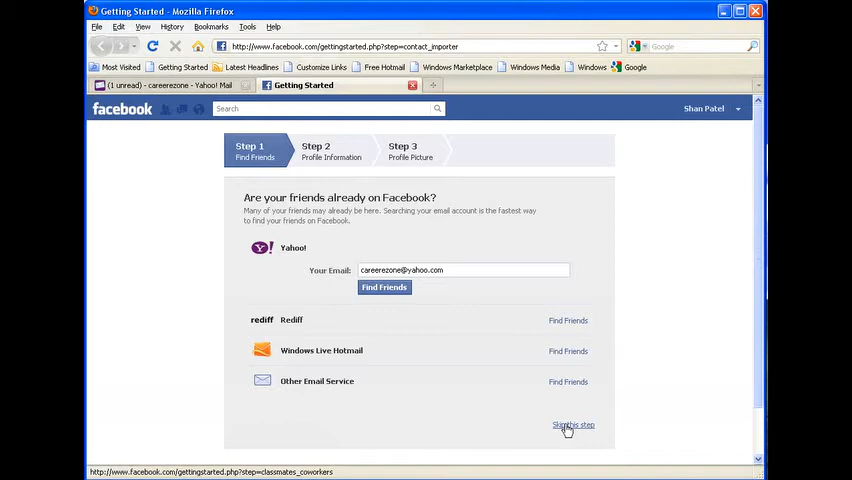 Getting Started - Mozilla Firefox
File Edit View History Bookmarks Tools Help
http://www.facebook.com/gettingstarted.php?step=contact_importer
Google
Most Visited Getting Started Latest Headlines Customize Links Free Hotmail Windows Marketplace Windows Media Windows Google
(1 unread) - careerezone - Yahoo! Mail Getting Started
facebook Search Shan Patel
Step 1 Step 2 Step 3
Find Friends Profile Information Profile Picture
Are your friends already on Facebook?
Many of your friends may already be here. Searching your email account is the fastest way
to find your friends on Facebook.
Y! Yahoo!
Your Email: careerezone@yahoo.com
Find Friends
rediff Rediff Find Friends
Windows Live Hotmail Find Friends
Other Email Service Find Friends
Skip this step
http://www.facebook.com/gettingstarted.php?step=classmates_coworkers